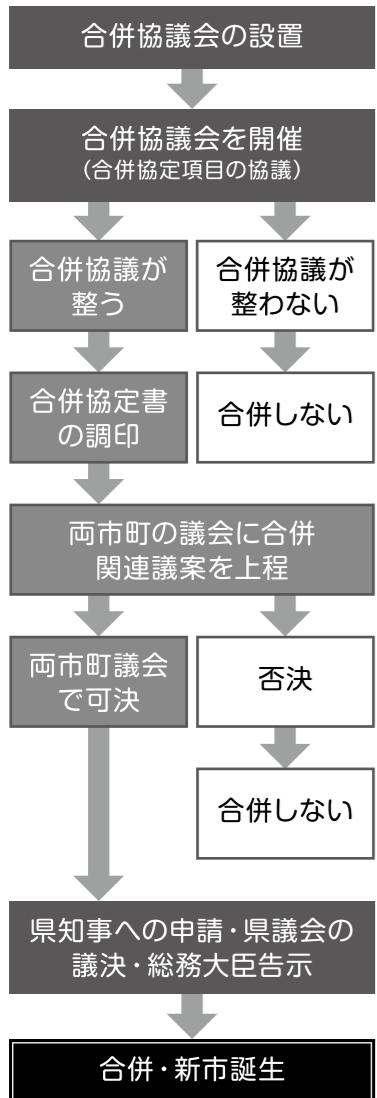 合併協議会の設置
合併協議会を開催
(合併協定項目の協議)
合併協議が
整う
合併協議が
整わない
合併協定書
の調印
合併しない
両市町の議会に合併
関連議案を上程
両市町議会
で可決
否決
合併しない
県知事への申請・県議会の
議決・総務大臣告示
合併・新市誕生